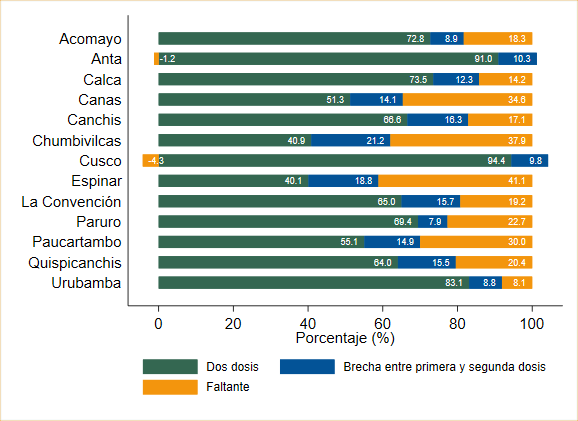 Acomayo 72.8 8.9 18.3
Anta -1.2 91.0 10.3
Calca 73.5 12.3 14.2
Canas 51.3 14.1 34.6
Canchis 66.6 16.3 17.1
Chumbivilcas 40.9 21.2 37.9
Cusco -4.3 94.4 9.8
Espinar 40.1 18.8 41.1
La Convención 65.0 15.7 19.2
Paruro 69.4 7.9 22.7
Paucartambo 55.1 14.9 30.0
Quispicanchis 64.0 15.5 20.4
Urubamba 83.1 8.8 8.1
0 20 40 60 80 100
Porcentaje (%)
Dos dosis Brecha entre primera y segunda dosis
Faltante